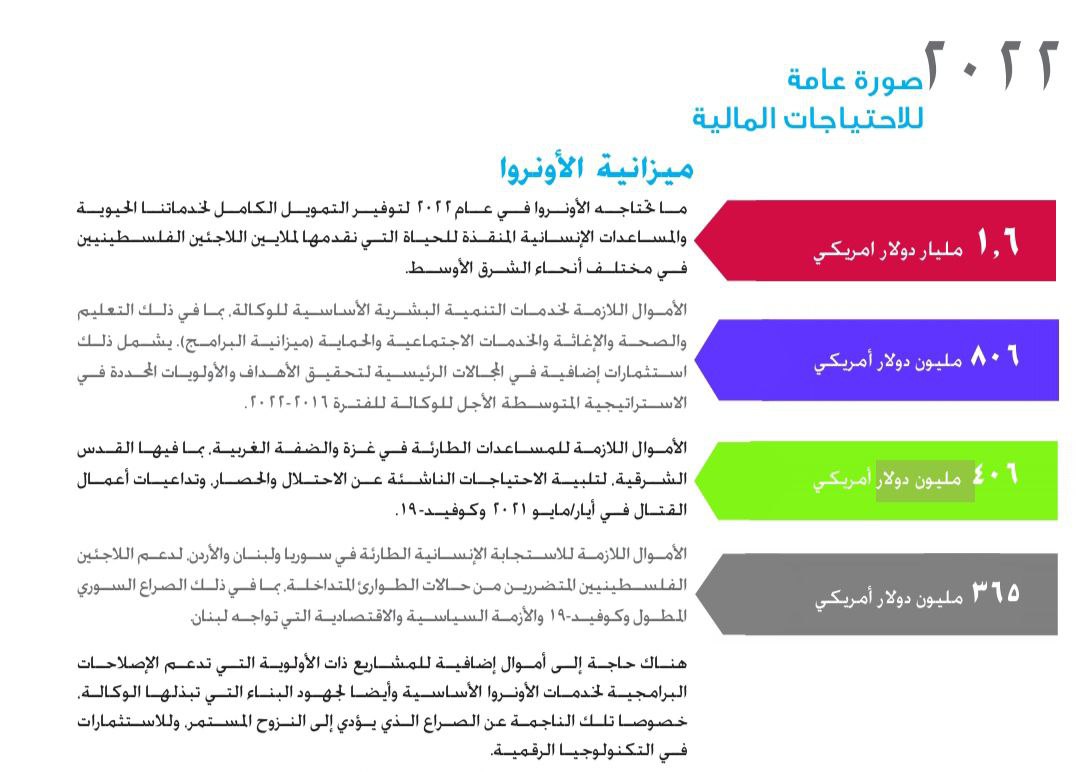 ٢٠٢٢
صورة عامة
للاحتياجات المالية
ميزانية الأونروا
١,٦ مليار دولار امريكي
ما تحتاجه الأونروا في عام ٢٠٢٢ لتوفير التمويل الكامل لخدماتنا الحيوية
والمساعدات الإنسانية المنقذة للحياة التي نقدمها لملايين اللاجئين الفلسطينيين
في مختلف أنحاء الشرق الأوسط.
٨٠٦ مليون دولار أمريكي
الأموال اللازمة لخدمات التنمية البشرية الأساسية للوكالة، بما في ذلك التعليم
والصحة والإغاثة والخدمات الاجتماعية والحماية (ميزانية البرامج). يشمل ذلك
استثمارات إضافية في المجالات الرئيسية لتحقيق الأهداف والأولويات المحددة في
الاستراتيجية المتوسطة الأجل للوكالة للفترة ٢٠١٦-٢٠٢٢.
٤٠٦ مليون دولار أمريكي
الأموال اللازمة للمساعدات الطارئة في غزة والضفة الغربية، بما فيها القدس
الشرقية، لتلبية الاحتياجات الناشئة عن الاحتلال والحصار، وتداعيات أعمال
القتال في أيار/مايو ٢٠٢١ وكوفيد-١٩.
٣٦٥ مليون دولار أمريكي
الأموال اللازمة للاستجابة الإنسانية الطارئة في سوريا ولبنان والأردن، لدعم اللاجئين
الفلسطينيين المتضررين من حالات الطوارئ المتداخلة، بما في ذلك الصراع السوري
المطول وكوفيد-١٩ والأزمة السياسية والاقتصادية التي تواجه لبنان.
هناك حاجة إلى أموال إضافية للمشاريع ذات الأولوية التي تدعم الإصلاحات
البرامجية لخدمات الأونروا الأساسية وأيضا لجهود البناء التي تبذلها الوكالة،
خصوصا تلك الناجمة عن الصراع الذي يؤدي إلى النزوح المستمر، وللاستثمارات
في التكنولوجيا الرقمية.